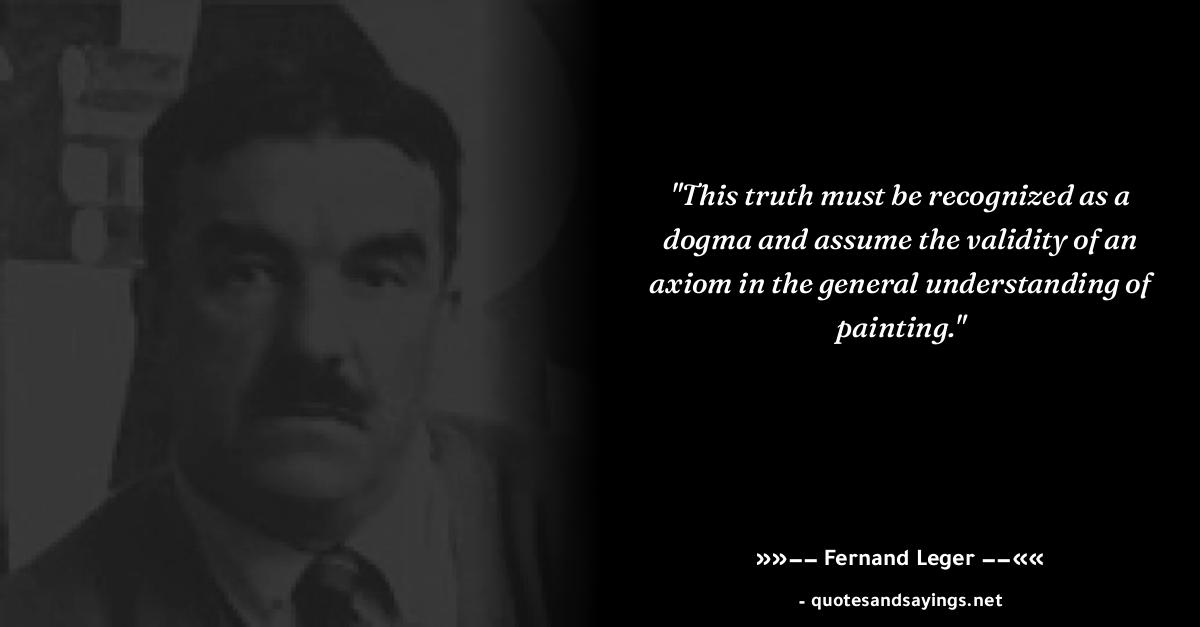 "This truth must be recognized as a
dogma and assume the validity of an
axiom in the general understanding of
painting."
»»−− Fernand Leger −−««
- quotesandsayings.net